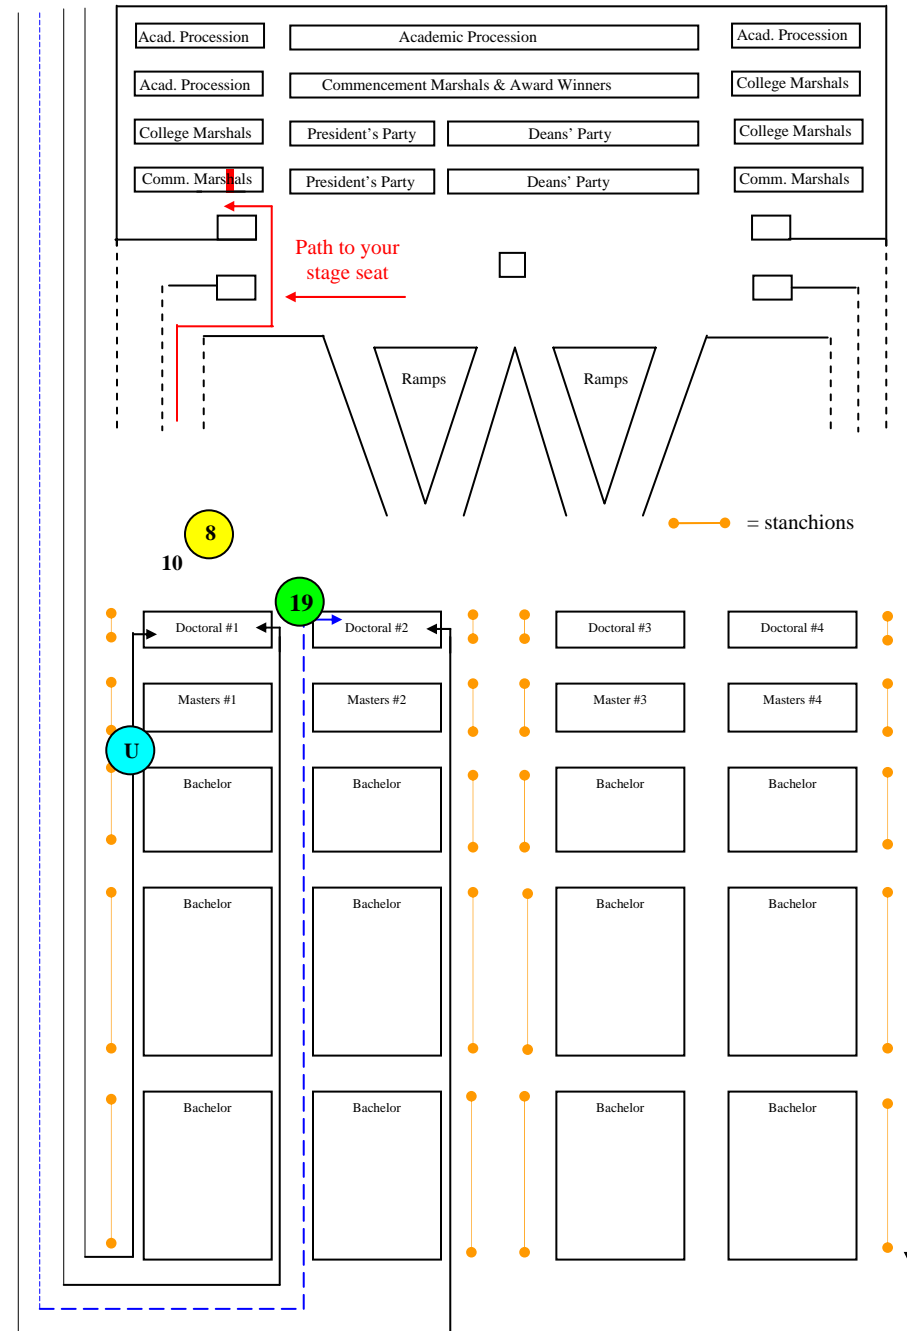 Acad. Procession Academic Procession Acad. Procession
Acad. Procession Commencement Marshals & Award Winners College Marshals
College Marshals President's Party Deans' Party College Marshals
Comm. Marshals President's Party Deans' Party Comm. Marshals
Path to your
stage seat
Ramps Ramps
= stanchions
8
10
19
Doctoral #1 Doctoral #2 Doctoral #3 Doctoral #4
Masters #1 Masters #2 Master #3 Masters #4
U
Bachelor Bachelor Bachelor Bachelor
Bachelor Bachelor Bachelor Bachelor
Bachelor Bachelor Bachelor Bachelor